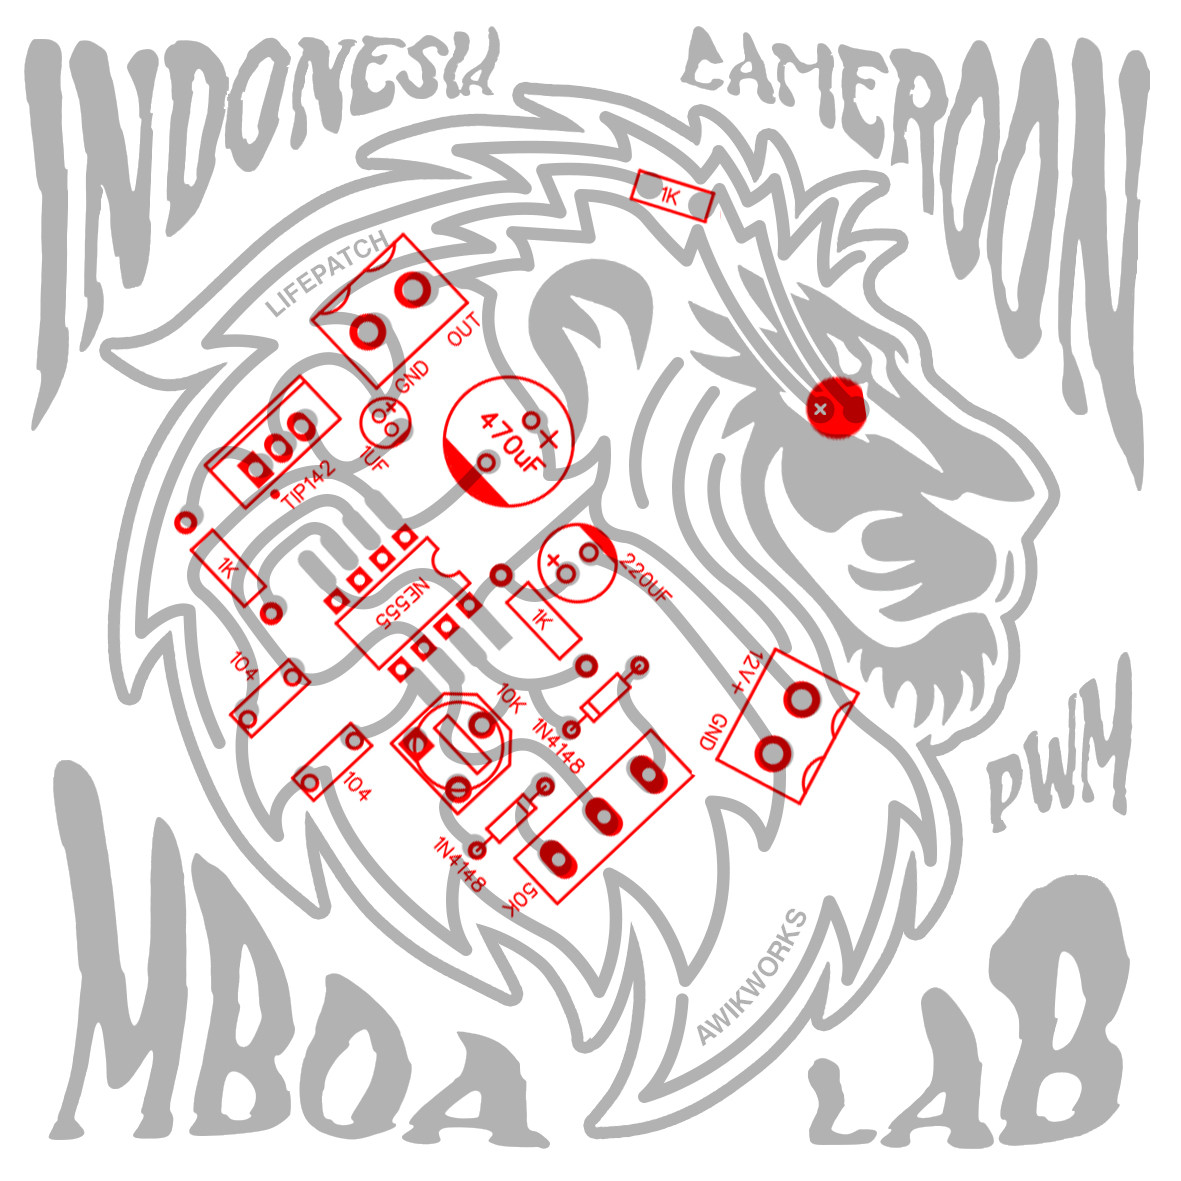 INDONESIA
CAMEROON
1K
LIFEPATCH
OUT
GND
470uF
+
+
1UF
TIP142
1K
NE555
+
220UF
1K
104
104
10K
1N4148
1N4148
50K
12V+
GND
PWM
AWIKWORKS
MBOA
LAB